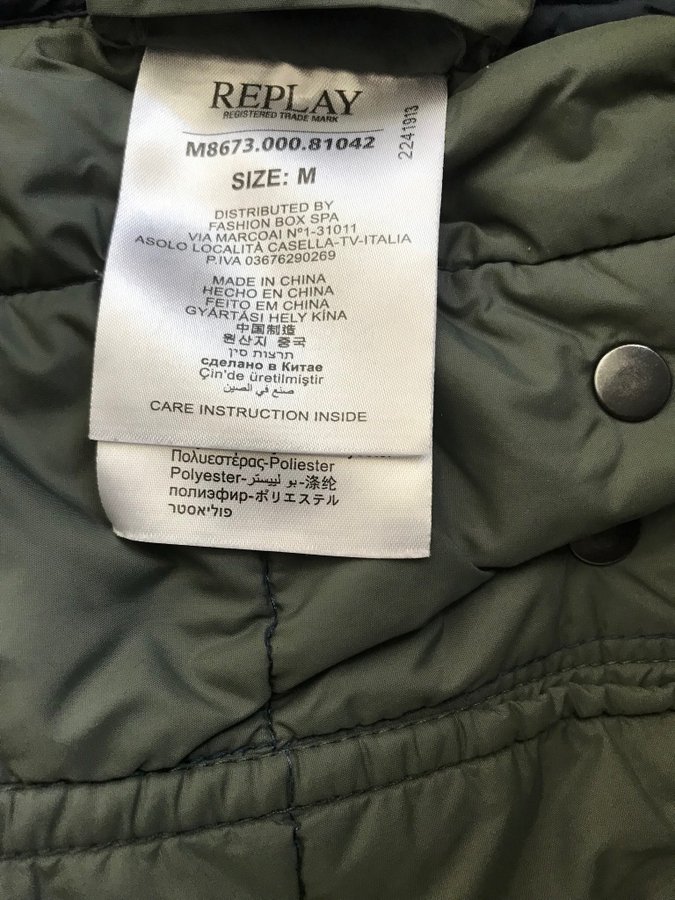 REPLAY
REGISTERED TRADE MARK
M8673.000.81042
2241913
SIZE: M
DISTRIBUTED BY
FASHION BOX SPA
VIA MARCOAI N°1-31011
ASOLO LOCALITÀ CASELLA-TV-ITALIA
P.IVA 03676290269
MADE IN CHINA
HECHO EN CHINA
FEITO EM CHINA
GYÁRTÁSI HELY KÍNA
中国制造
원산지 중국
תרצות סין
сделано в Китае
Çin'de üretilmiştir
صنع في الصين
CARE INSTRUCTION INSIDE
Πολυεστέρας-Poliester
Polyester-بو لييستر-涤纶
полиэфир-ポリエステル
פוליאסטר